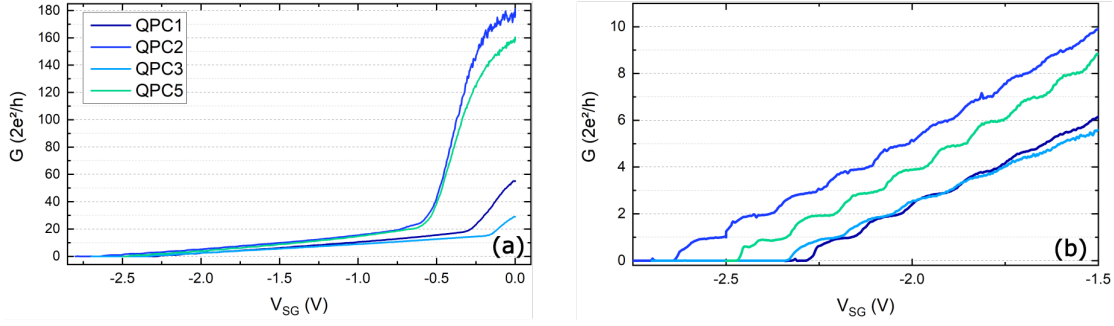 180
160
140
120
100
80
60
40
20
0
G (2e²/h)
QPC1
QPC2
QPC3
QPC5
(a)
-2.5 -2.0 -1.5 -1.0 -0.5 0.0
V_SG (V)
10
8
6
4
2
0
G (2e²/h)
(b)
-2.5 -2.0 -1.5
V_SG (V)